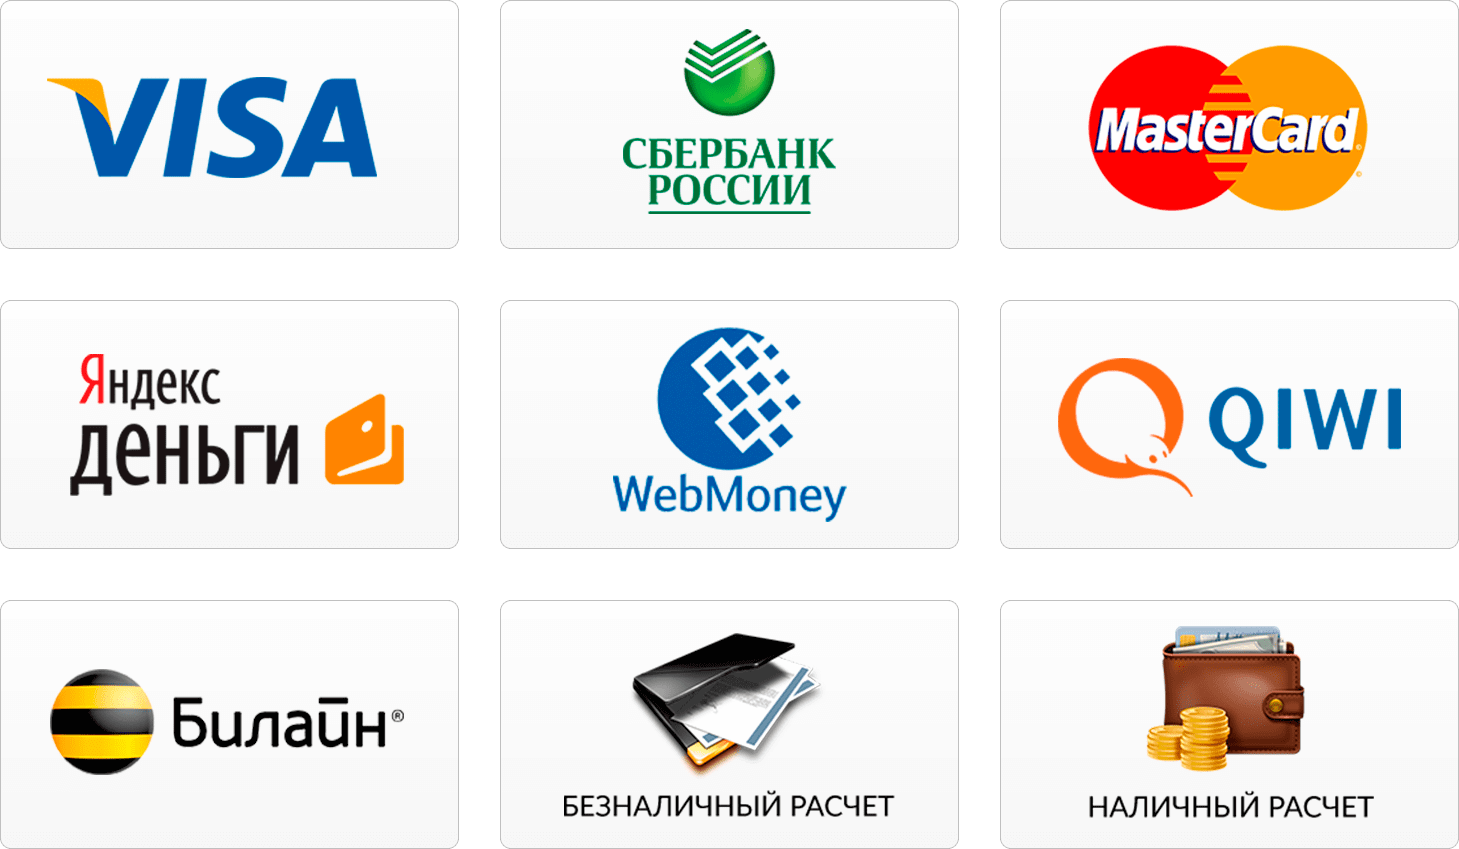 VISA
СБЕРБАНК
РОССИИ
MasterCard
Яндекс
деньги
WebMoney
QIWI
Билайн®
БЕЗНАЛИЧНЫЙ РАСЧЕТ
НАЛИЧНЫЙ РАСЧЕТ